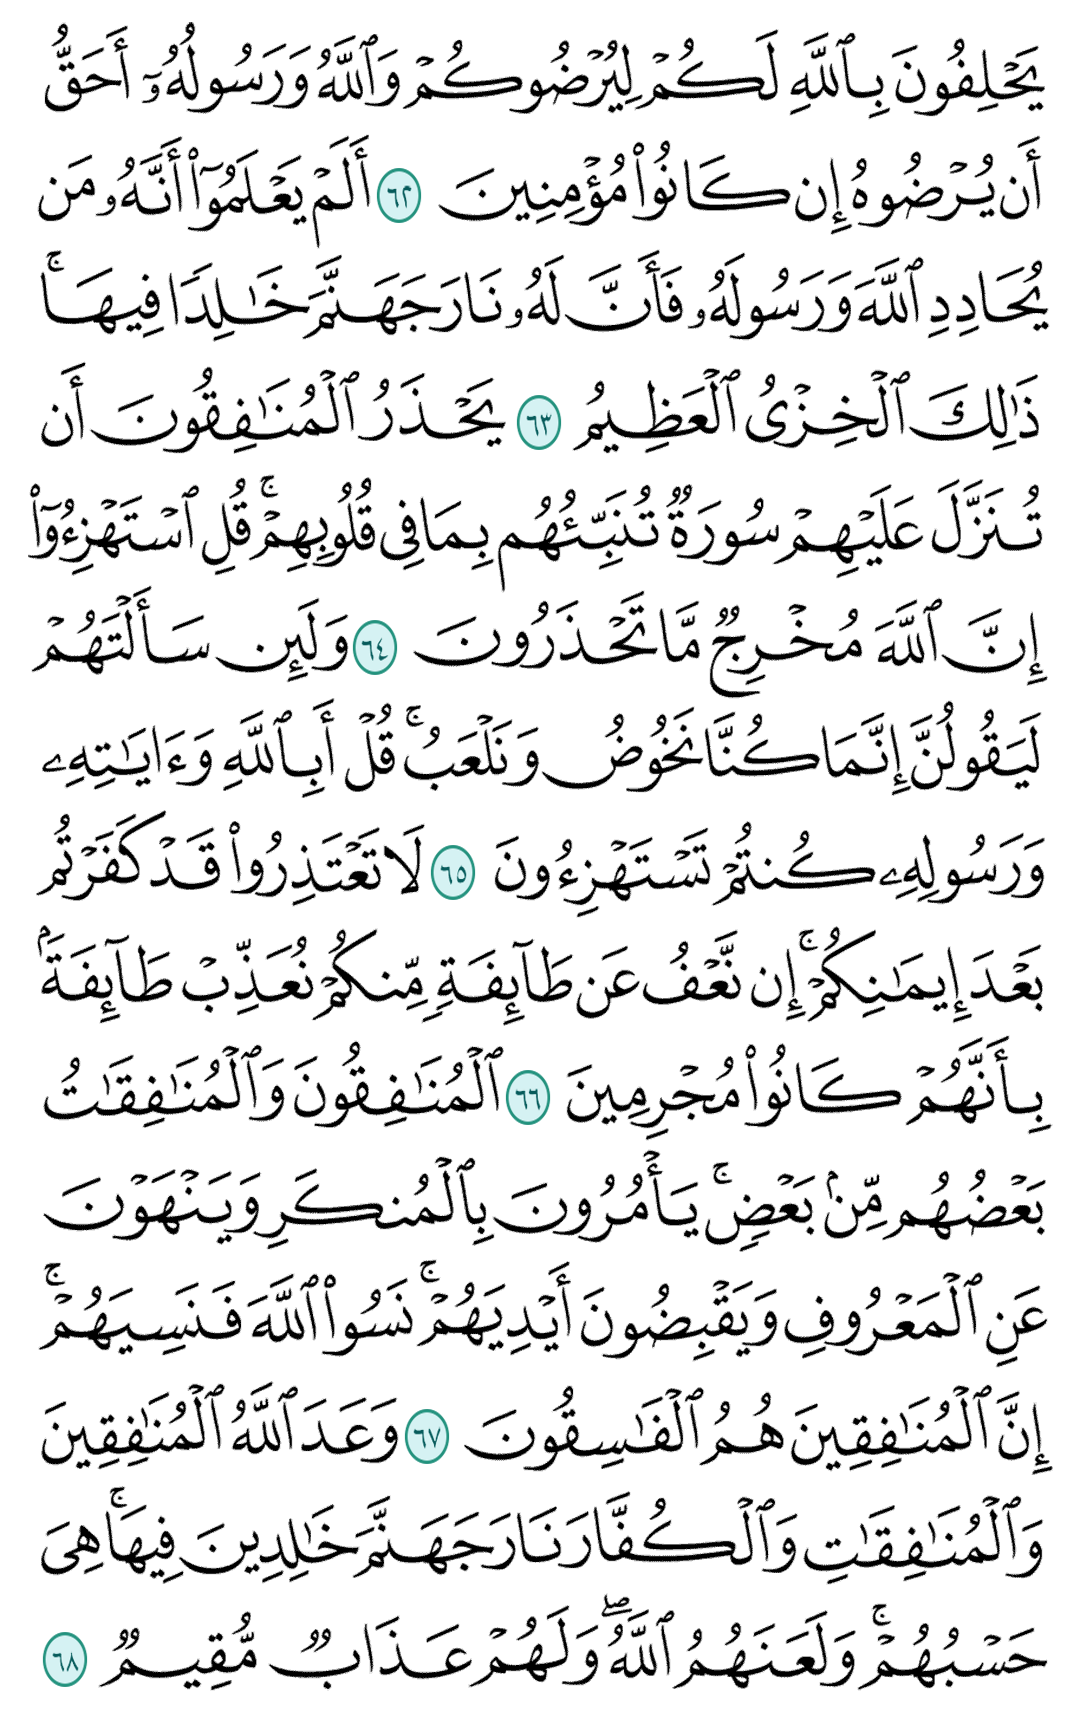 يَحْلِفُونَ بِٱللَّهِ لَكُمْ لِيُرْضُوكُمْ وَٱللَّهُ وَرَسُولُهُۥٓ أَحَقُّ
أَن يُرْضُوهُ إِن كَانُوا۟ مُؤْمِنِينَ ٦٢ أَلَمْ يَعْلَمُوٓا۟ أَنَّهُۥ مَن
يُحَادِدِ ٱللَّهَ وَرَسُولَهُۥ فَأَنَّ لَهُۥ نَارَ جَهَنَّمَ خَـٰلِدًا فِيهَا ۚ
ذَٰلِكَ ٱلْخِزْىُ ٱلْعَظِيمُ ٦٣ يَحْذَرُ ٱلْمُنَـٰفِقُونَ أَن
تُنَزَّلَ عَلَيْهِمْ سُورَةٌ تُنَبِّئُهُم بِمَا فِى قُلُوبِهِمْ ۚ قُلِ ٱسْتَهْزِءُوٓا۟
إِنَّ ٱللَّهَ مُخْرِجٌ مَّا تَحْذَرُونَ ٦٤ وَلَئِن سَأَلْتَهُمْ
لَيَقُولُنَّ إِنَّمَا كُنَّا نَخُوضُ وَنَلْعَبُ ۚ قُلْ أَبِٱللَّهِ وَءَايَـٰتِهِۦ
وَرَسُولِهِۦ كُنتُمْ تَسْتَهْزِءُونَ ٦٥ لَا تَعْتَذِرُوا۟ قَدْ كَفَرْتُم
بَعْدَ إِيمَـٰنِكُمْ ۚ إِن نَّعْفُ عَن طَآئِفَةٍ مِّنكُمْ نُعَذِّبْ طَآئِفَةًۢ
بِأَنَّهُمْ كَانُوا۟ مُجْرِمِينَ ٦٦ ٱلْمُنَـٰفِقُونَ وَٱلْمُنَـٰفِقَـٰتُ
بَعْضُهُم مِّنۢ بَعْضٍ ۚ يَأْمُرُونَ بِٱلْمُنكَرِ وَيَنْهَوْنَ
عَنِ ٱلْمَعْرُوفِ وَيَقْبِضُونَ أَيْدِيَهُمْ ۚ نَسُوا۟ ٱللَّهَ فَنَسِيَهُمْ ۚ
إِنَّ ٱلْمُنَـٰفِقِينَ هُمُ ٱلْفَـٰسِقُونَ ٦٧ وَعَدَ ٱللَّهُ ٱلْمُنَـٰفِقِينَ
وَٱلْمُنَـٰفِقَـٰتِ وَٱلْكُفَّارَ نَارَ جَهَنَّمَ خَـٰلِدِينَ فِيهَا ۚ هِىَ
حَسْبُهُمْ ۚ وَلَعَنَهُمُ ٱللَّهُ ۖ وَلَهُمْ عَذَابٌ مُّقِيمٌ ٦٨